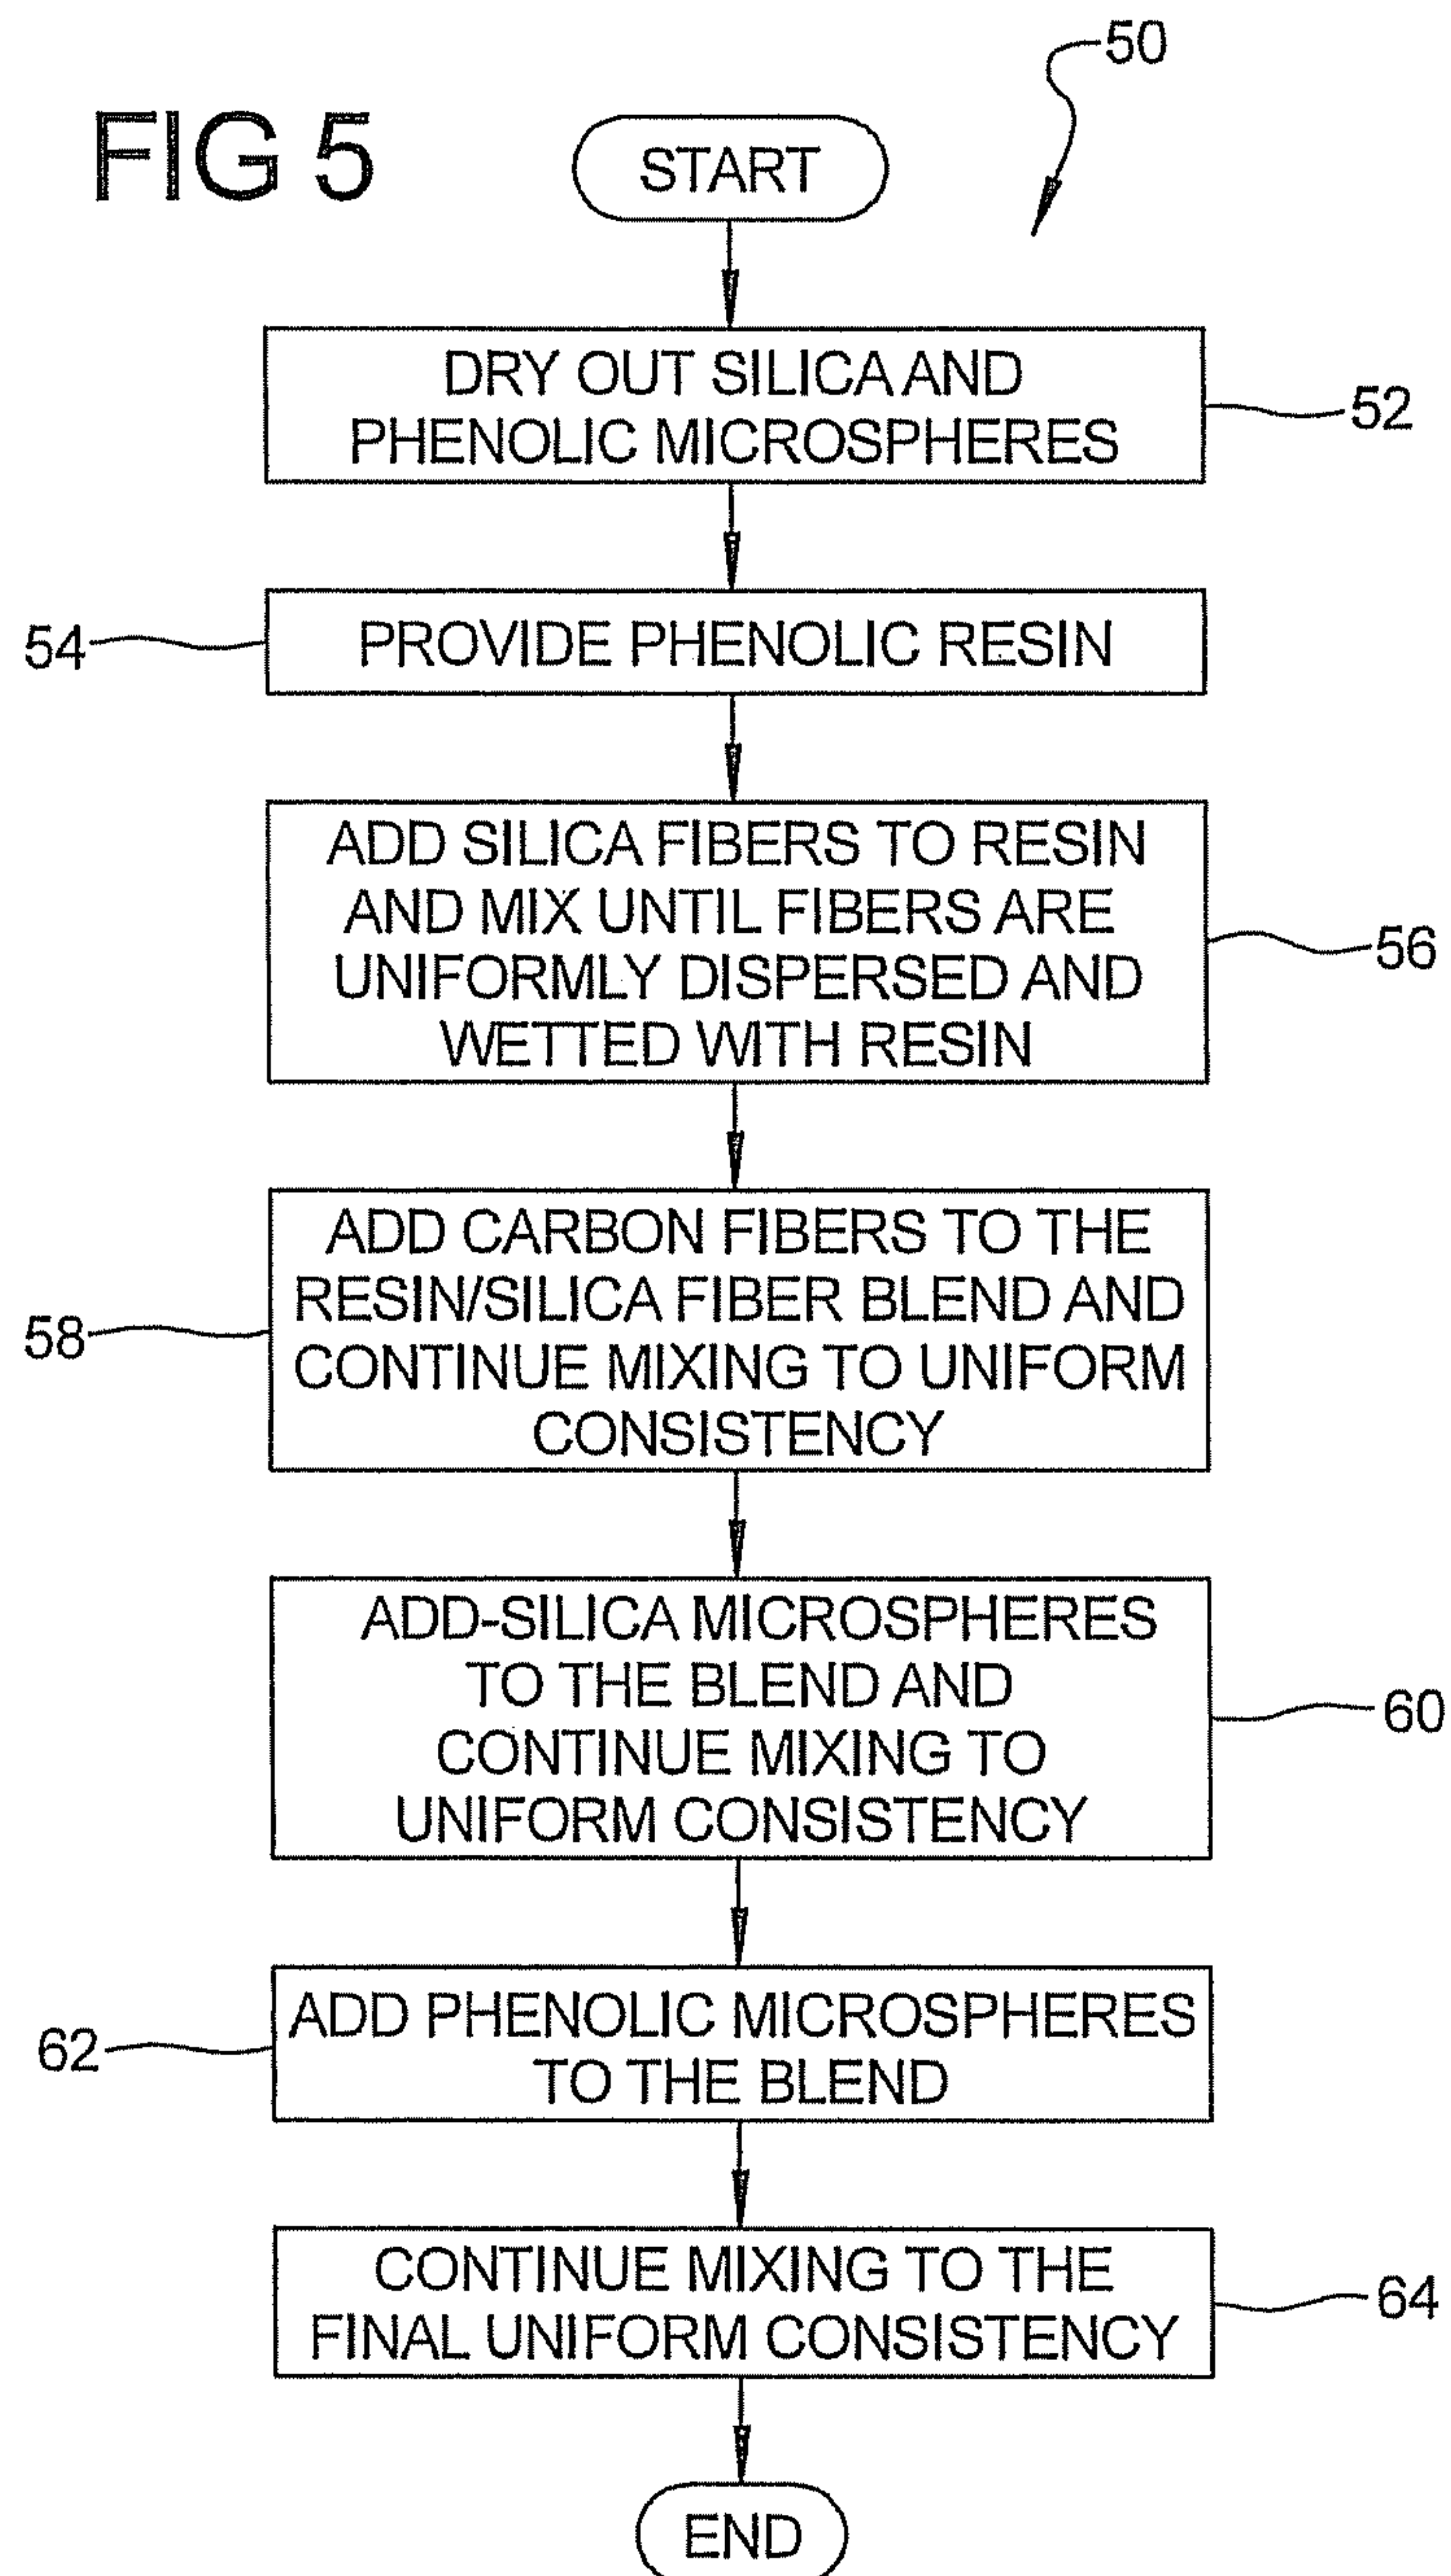 50
FIG 5
START
DRY OUT SILICA AND
PHENOLIC MICROSPHERES
52
54
PROVIDE PHENOLIC RESIN
ADD SILICA FIBERS TO RESIN
AND MIX UNTIL FIBERS ARE
UNIFORMLY DISPERSED AND
WETTED WITH RESIN
56
ADD CARBON FIBERS TO THE
RESIN/SILICA FIBER BLEND AND
CONTINUE MIXING TO UNIFORM
CONSISTENCY
58
ADD-SILICA MICROSPHERES
TO THE BLEND AND
CONTINUE MIXING TO
UNIFORM CONSISTENCY
60
ADD PHENOLIC MICROSPHERES
TO THE BLEND
62
CONTINUE MIXING TO THE
FINAL UNIFORM CONSISTENCY
64
END